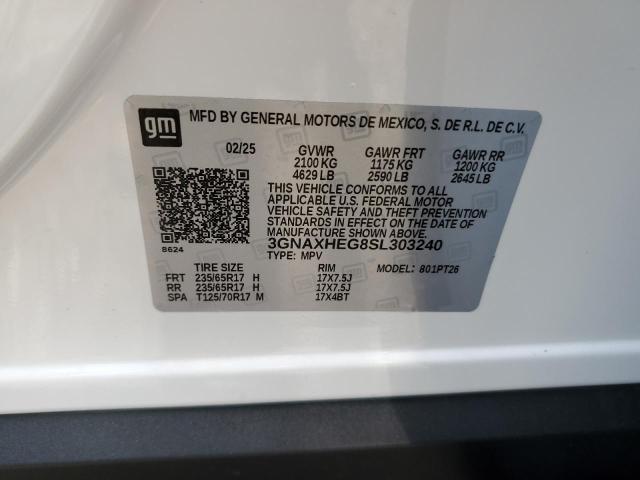 gm MFD BY GENERAL MOTORS DE MEXICO, S. DE R.L. DE C.V.
02/25 GVWR GAWR FRT GAWR RR
2100 KG 1175 KG 1200 KG
4629 LB 2590 LB 2645 LB
THIS VEHICLE CONFORMS TO ALL
APPLICABLE U.S. FEDERAL MOTOR
VEHICLE SAFETY AND THEFT PREVENTION
STANDARDS IN EFFECT ON THE DATE OF
MANUFACTURE SHOWN ABOVE.
8624 3GNAXHEG8SL303240
TYPE: MPV
TIRE SIZE RIM MODEL: 801PT26
FRT 235/65R17 H 17X7.5J
RR 235/65R17 H 17X7.5J
SPA T125/70R17 M 17X4BT